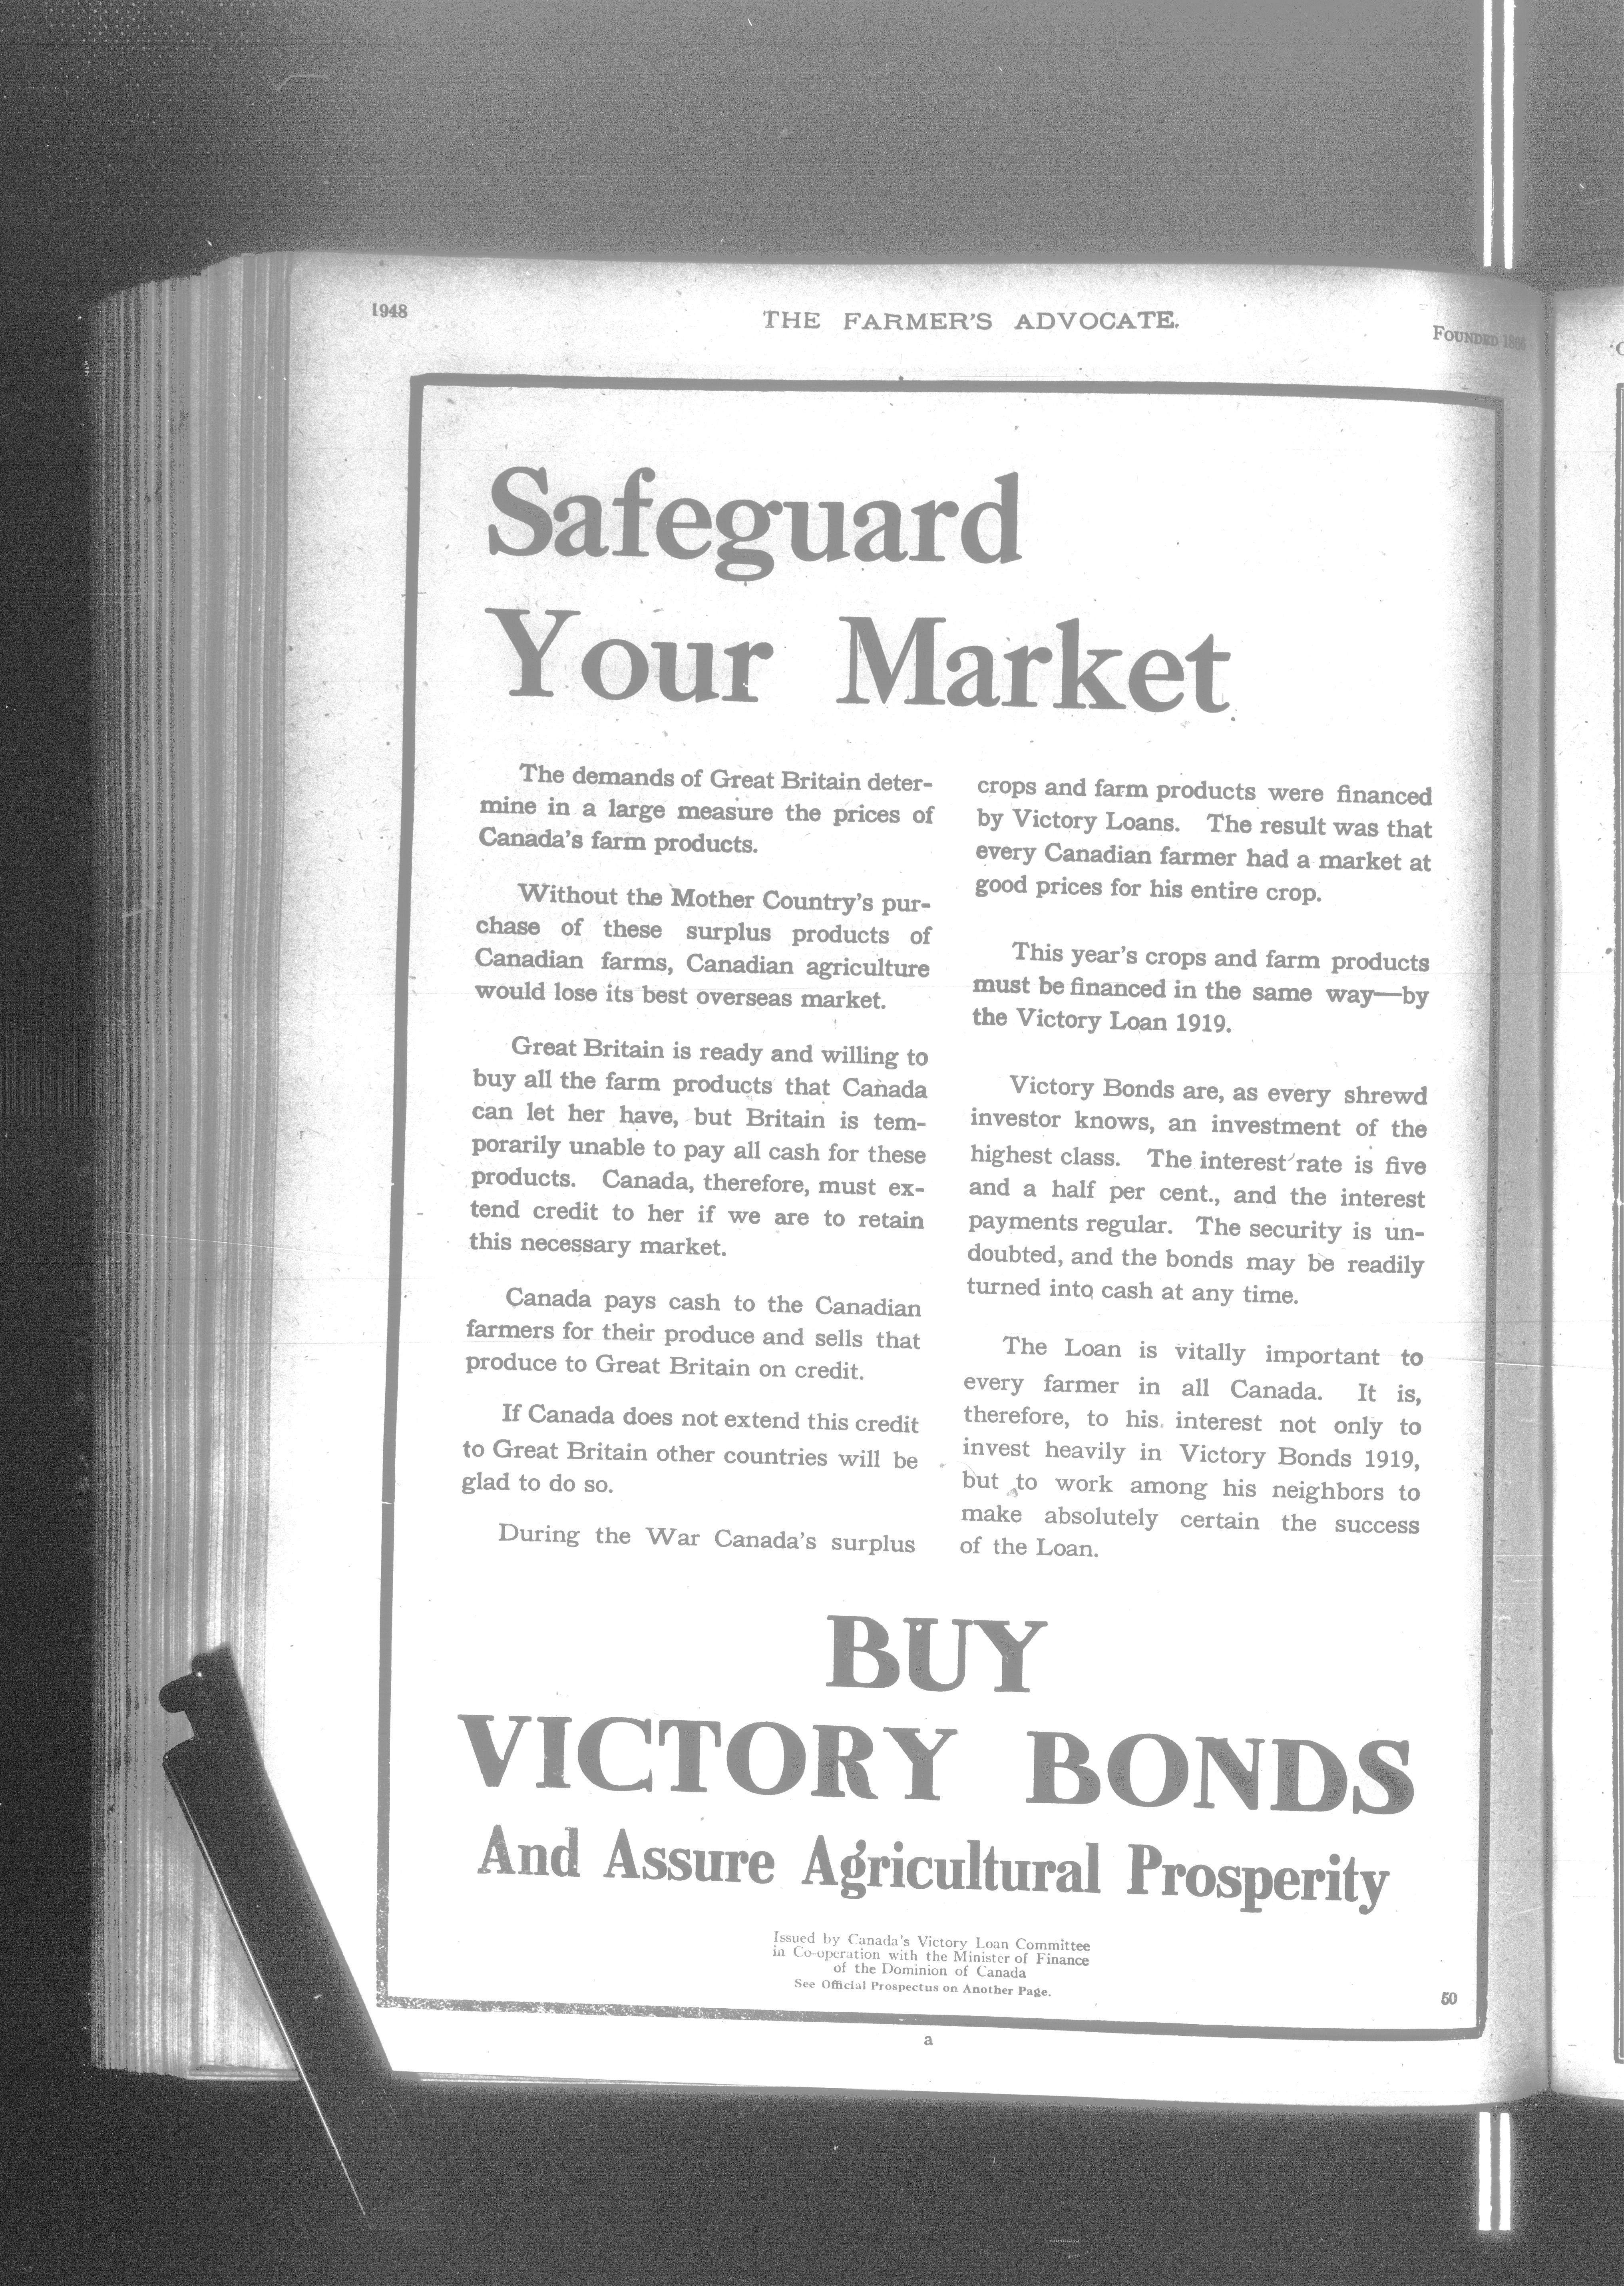 1948
THE FARMER'S ADVOCATE.
FOUNDED 1866
Safeguard
Your Market
The demands of Great Britain deter-
mine in a large measure the prices of
Canada's farm products.
Without the Mother Country's pur-
chase of these surplus products of
Canadian farms, Canadian agriculture
would lose its best overseas market.
Great Britain is ready and willing to
buy all the farm products that Canada
can let her have, but Britain is tem-
porarily unable to pay all cash for these
products. Canada, therefore, must ex-
tend credit to her if we are to retain
this necessary market.
Canada pays cash to the Canadian
farmers for their produce and sells that
produce to Great Britain on credit.
If Canada does not extend this credit
to Great Britain other countries will be
glad to do so.
During the War Canada's surplus
crops and farm products were financed
by Victory Loans. The result was that
every Canadian farmer had a market at
good prices for his entire crop.
This year's crops and farm products
must be financed in the same way—by
the Victory Loan 1919.
Victory Bonds are, as every shrewd
investor knows, an investment of the
highest class. The interest rate is five
and a half per cent., and the interest
payments regular. The security is un-
doubted, and the bonds may be readily
turned into cash at any time.
The Loan is vitally important to
every farmer in all Canada. It is,
therefore, to his interest not only to
invest heavily in Victory Bonds 1919,
but to work among his neighbors to
make absolutely certain the success
of the Loan.
BUY
VICTORY BONDS
And Assure Agricultural Prosperity
Issued by Canada's Victory Loan Committee
in Co-operation with the Minister of Finance
of the Dominion of Canada
See Official Prospectus on Another Page.
50
a